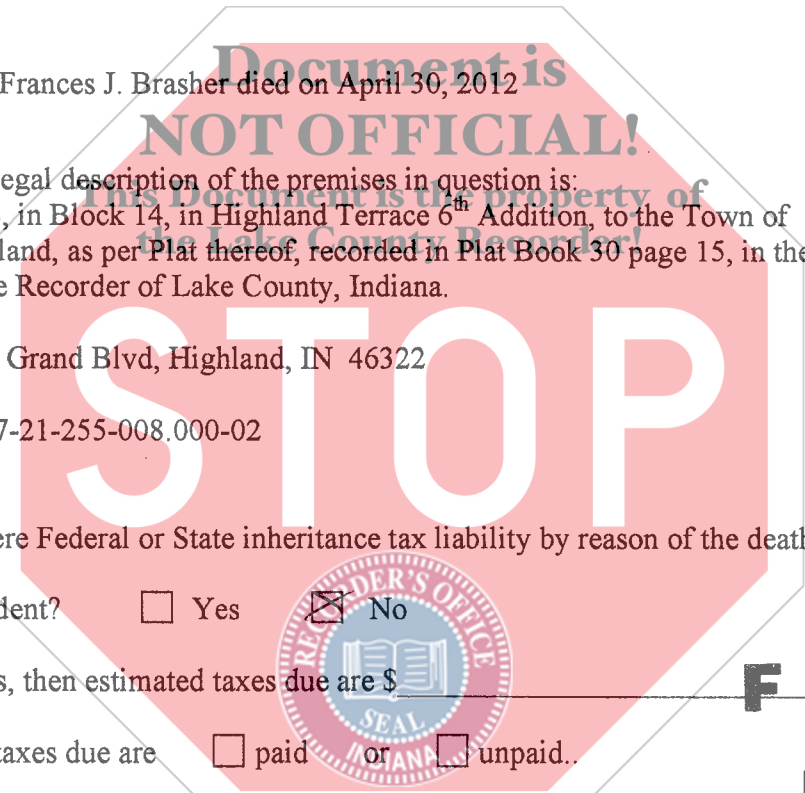 Document is
Frances J. Brasher died on April 30, 2012
NOT OFFICIAL!
egal description of the premises in question is:
This Document is the property of
, in Block 14, in Highland Terrace 6th Addition, to the Town of
the Lake County Recorder!
land, as per Plat thereof, recorded in Plat Book 30 page 15, in the
e Recorder of Lake County, Indiana.
STOP
Grand Blvd, Highland, IN 46322
7-21-255-008.000-02
ere Federal or State inheritance tax liability by reason of the death
dent? Yes No
s, then estimated taxes due are $
F
taxes due are paid or unpaid..
RECORDER'S OFFICE
SEAL
INDIANA